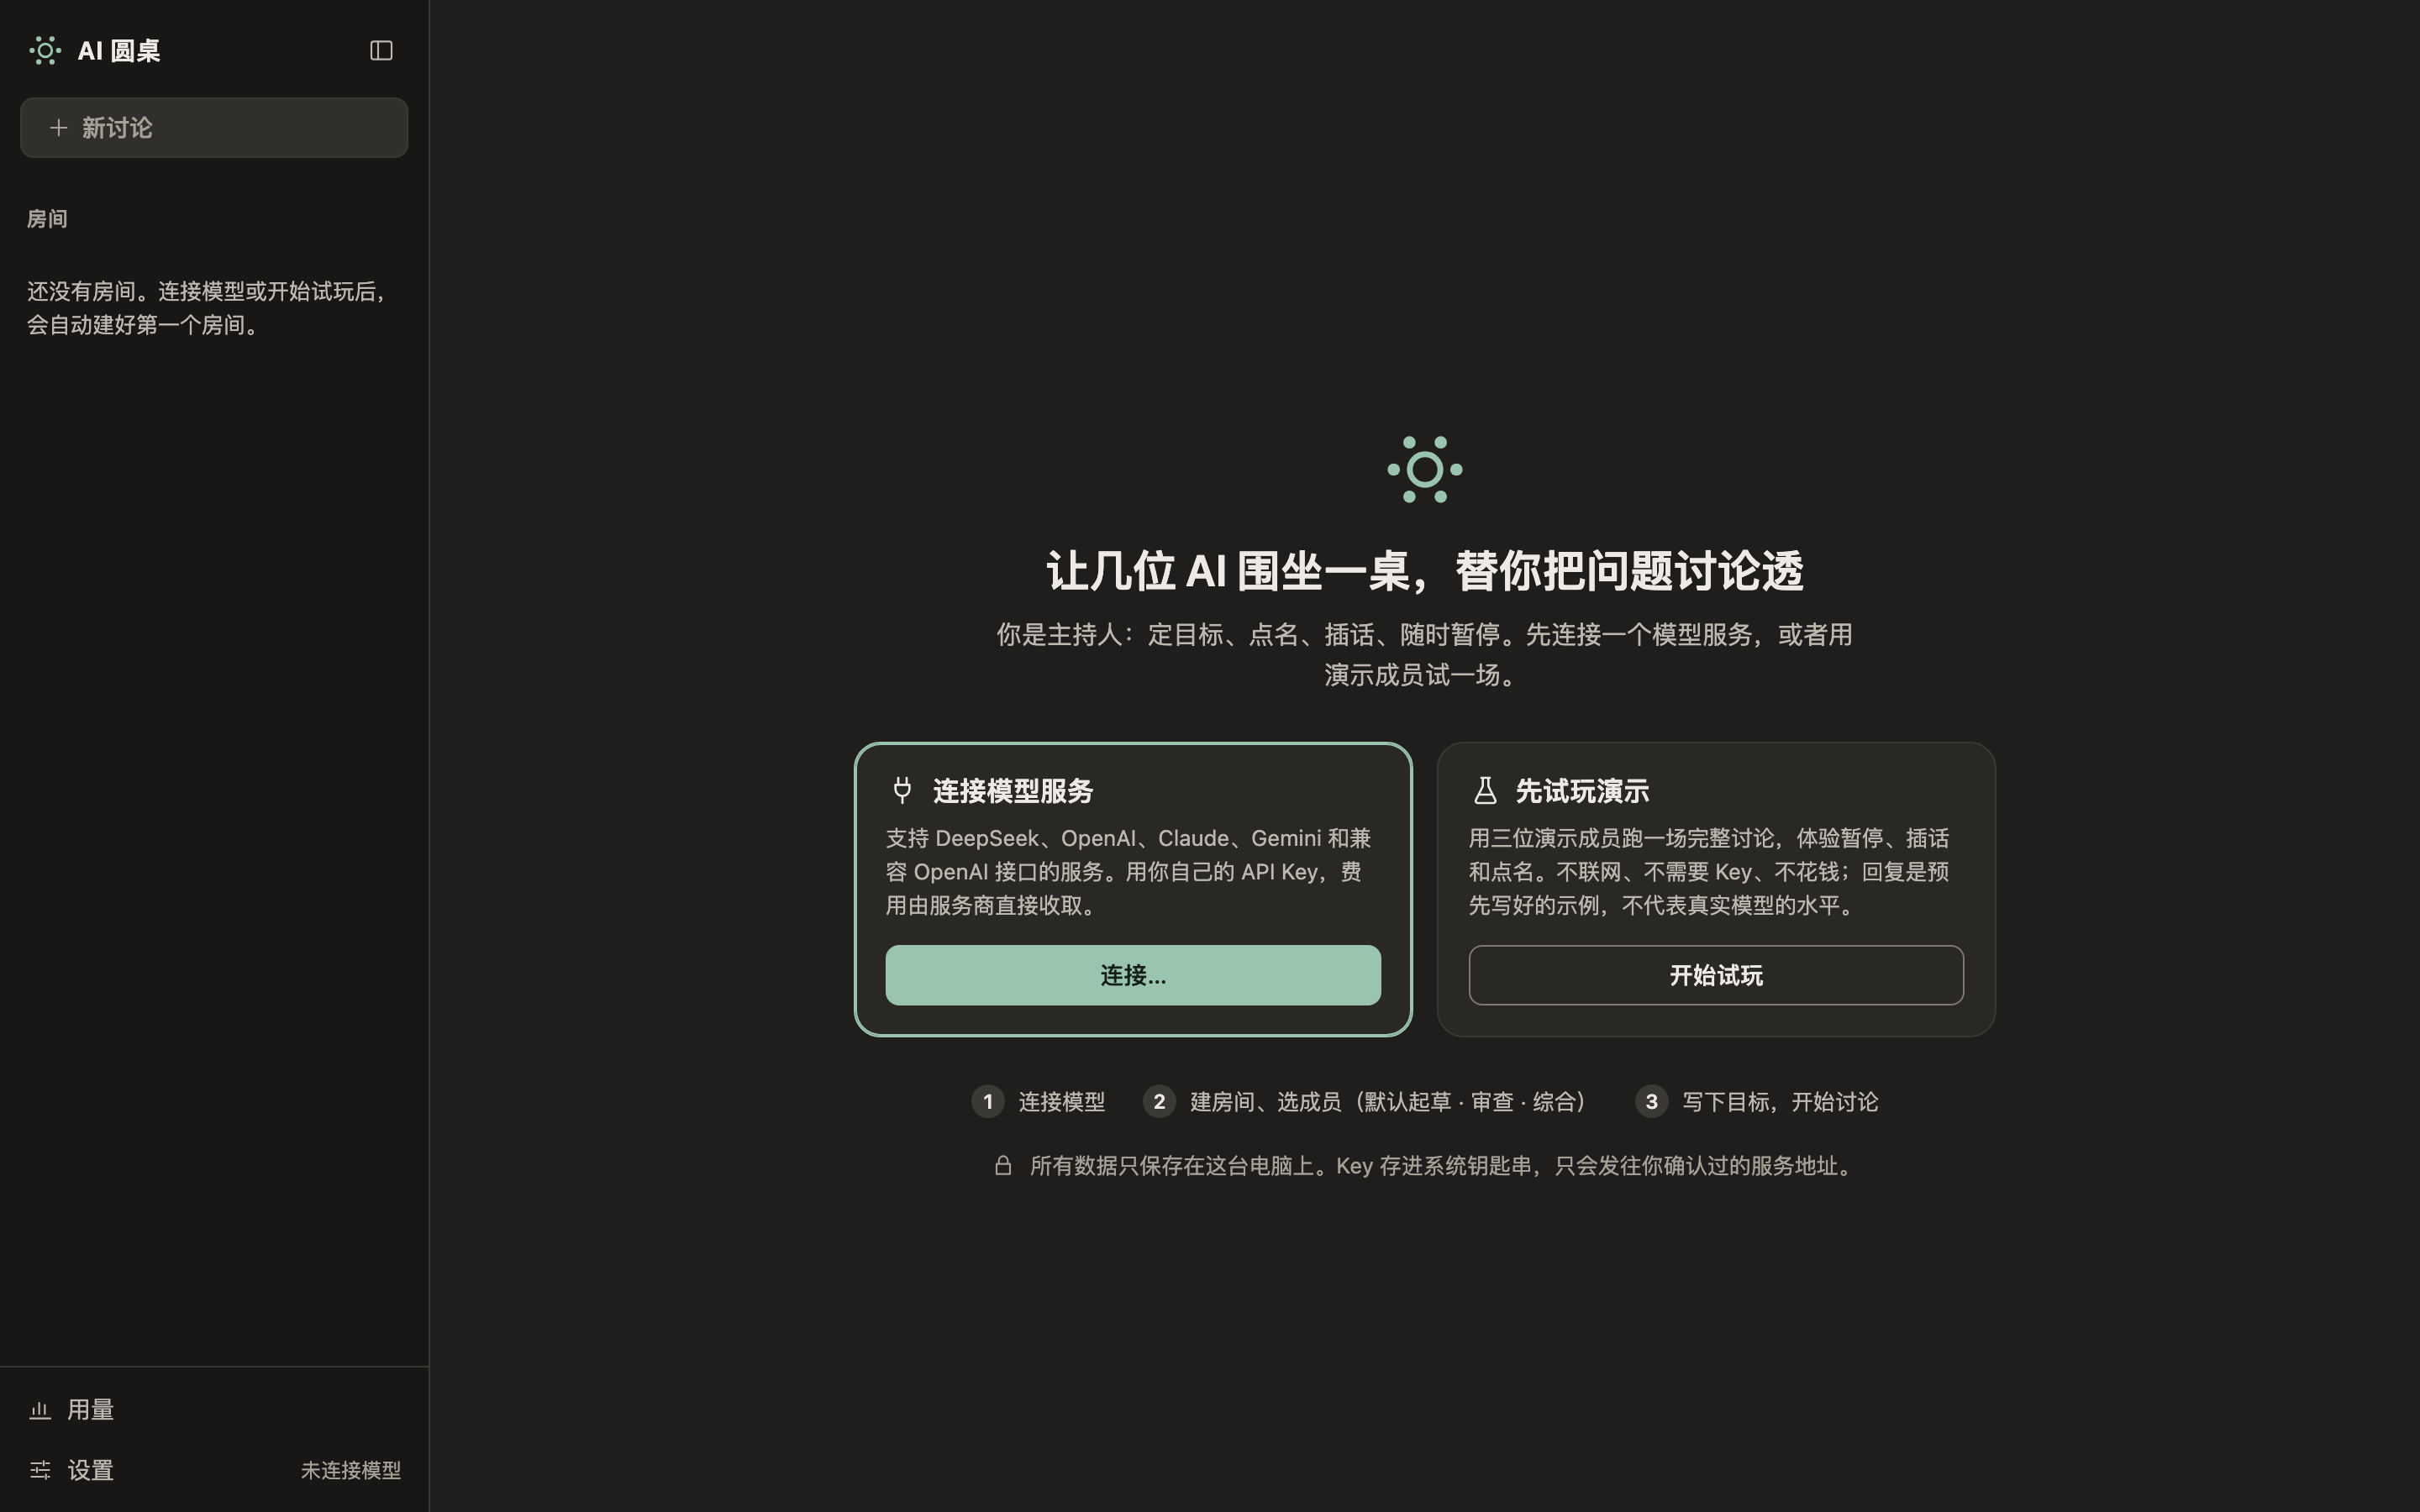 AI 圆桌
新讨论
房间
还没有房间。连接模型或开始试玩后，
会自动建好第一个房间。
用量
设置
未连接模型
让几位 AI 围坐一桌，替你把问题讨论透
你是主持人：定目标、点名、插话、随时暂停。先连接一个模型服务，或者用
演示成员试一场。
连接模型服务
支持 DeepSeek、OpenAI、Claude、Gemini 和兼
容 OpenAI 接口的服务。用你自己的 API Key，费
用由服务商直接收取。
连接...
先试玩演示
用三位演示成员跑一场完整讨论，体验暂停、插话
和点名。不联网、不需要 Key、不花钱；回复是预
先写好的示例，不代表真实模型的水平。
开始试玩
1 连接模型 2 建房间、选成员（默认起草 · 审查 · 综合） 3 写下目标，开始讨论
所有数据只保存在这台电脑上。Key 存进系统钥匙串，只会发往你确认过的服务地址。